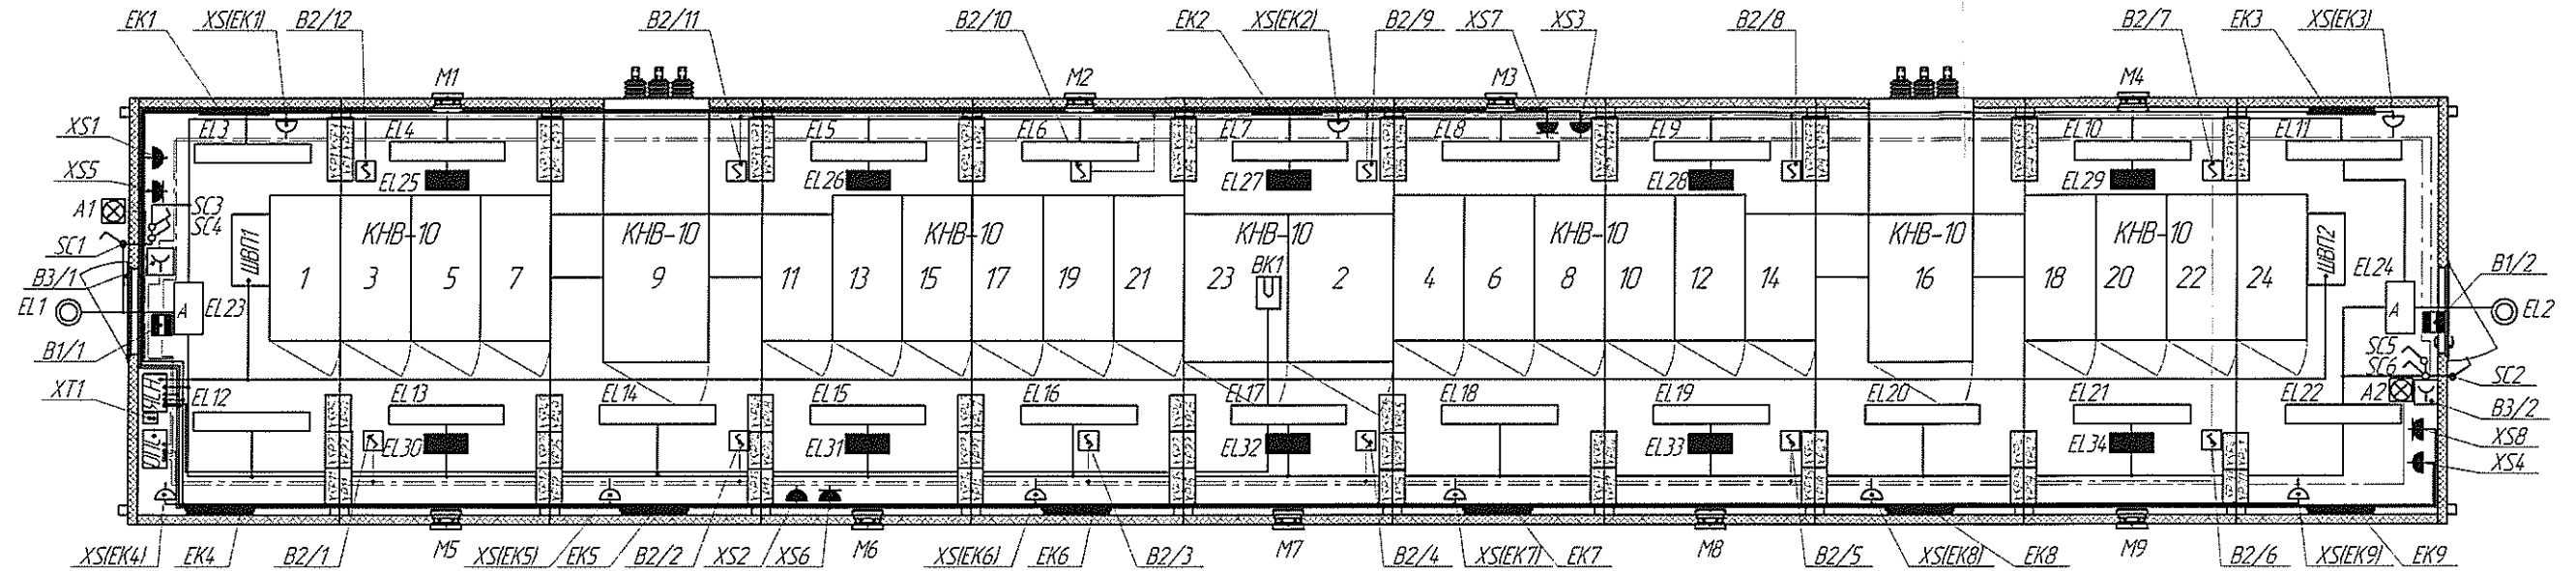 EK1 XS(EK1) B2/12 B2/11 B2/10 EK2 XS(EK2) B2/9 XS7 XS3 B2/8 B2/7 EK3 XS(EK3)
M1 M2 M3 M4
XS1 EL3 EL4 EL5 EL6 EL7 EL8 EL9 EL10 EL11
XS5 EL25 EL26 EL27 EL28 EL29
A1 SC3
SC4
SC1 ШВП1 КНВ-10 КНВ-10 КНВ-10 КНВ-10 КНВ-10 КНВ-10 КНВ-10 ШВП2
B3/1 1 3 5 7 9 11 13 15 17 19 21 23 BK1 2 4 6 8 10 12 14 16 18 20 22 24 EL24 B1/2
EL1 A EL23 A EL2
B1/1 SC5
SC6
XT1 ЯСН EL12 EL13 EL14 EL15 EL16 EL17 EL18 EL19 EL20 EL21 EL22 A2 SC2
B3/2
EL30 EL31 EL32 EL33 EL34 XS8
XS4
XS(EK4) EK4 B2/1 M5 XS(EK5) EK5 B2/2 XS2 XS6 M6 XS(EK6) EK6 B2/3 M7 B2/4 XS(EK7) EK7 M8 B2/5 XS(EK8) EK8 M9 B2/6 XS(EK9) EK9